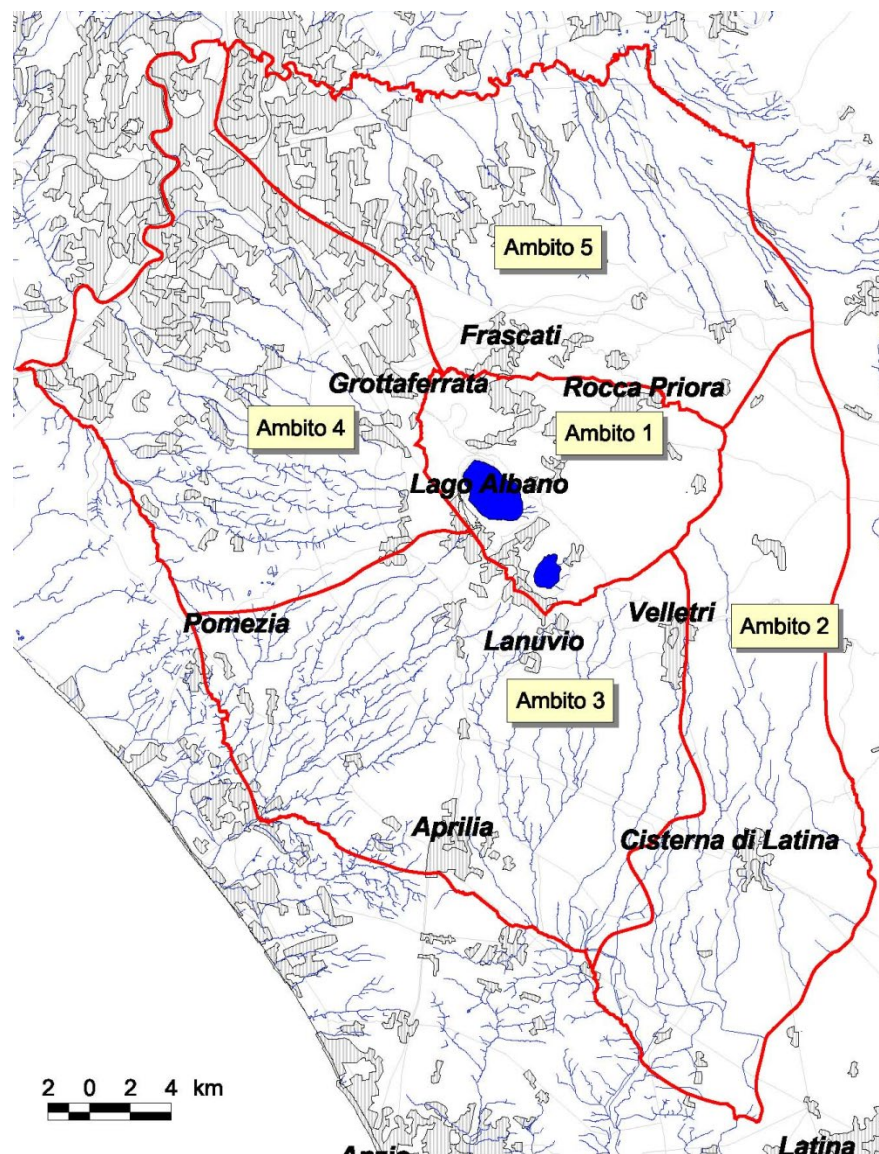 Ambito 5
Frascati
Grottaferrata
Rocca Priora
Ambito 4
Ambito 1
Lago Albano
Pomezia
Velletri
Ambito 2
Lanuvio
Ambito 3
Aprilia
Cisterna di Latina
2 0 2 4 km
Anzio
Latina